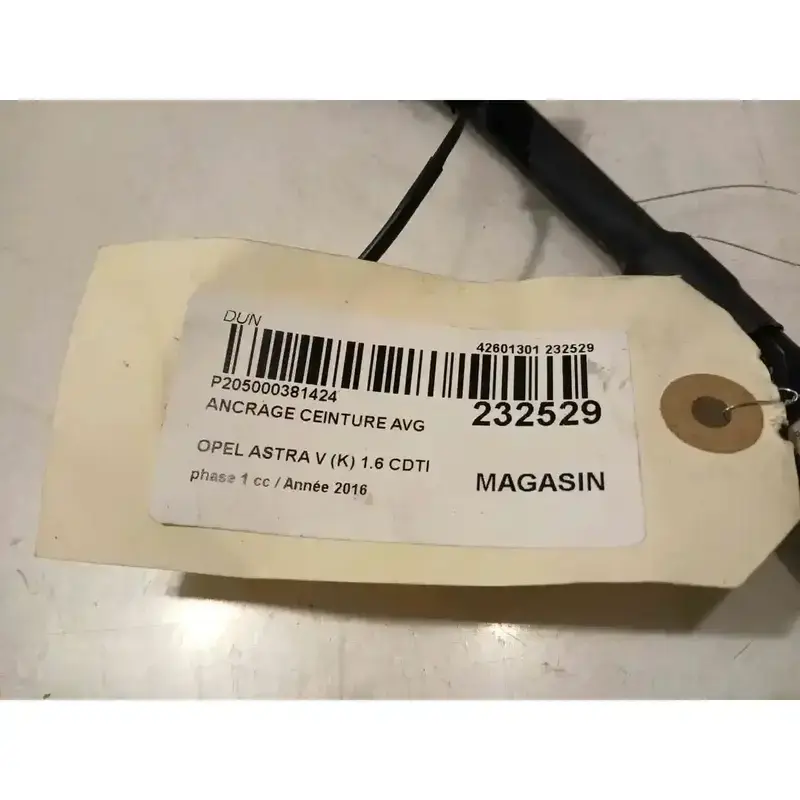 DUN
42601301 232529
P205000381424
232529
ANCRAGE CEINTURE AVG
OPEL ASTRA V (K) 1.6 CDTI
MAGASIN
phase 1 cc / Année 2016